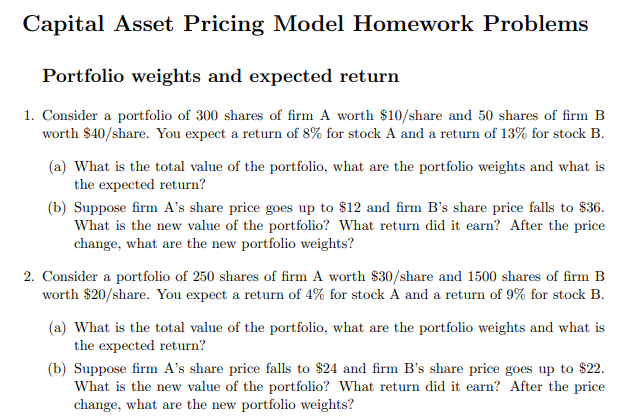 Capital Asset Pricing Model Homework Problems
Portfolio weights and expected return
1. Consider a portfolio of 300 shares of firm A worth $10/share and 50 shares of firm B
worth $40/share. You expect a return of 8% for stock A and a return of 13% for stock B.
(a) What is the total value of the portfolio, what are the portfolio weights and what is
the expected return?
(b) Suppose firm A's share price goes up to $12 and firm B's share price falls to $36.
What is the new value of the portfolio? What return did it earn? After the price
change, what are the new portfolio weights?
2. Consider a portfolio of 250 shares of firm A worth $30/share and 1500 shares of firm B
worth $20/share. You expect a return of 4% for stock A and a return of 9% for stock B.
(a) What is the total value of the portfolio, what are the portfolio weights and what is
the expected return?
(b) Suppose firm A's share price falls to $24 and firm B's share price goes up to $22.
What is the new value of the portfolio? What return did it earn? After the price
change, what are the new portfolio weights?